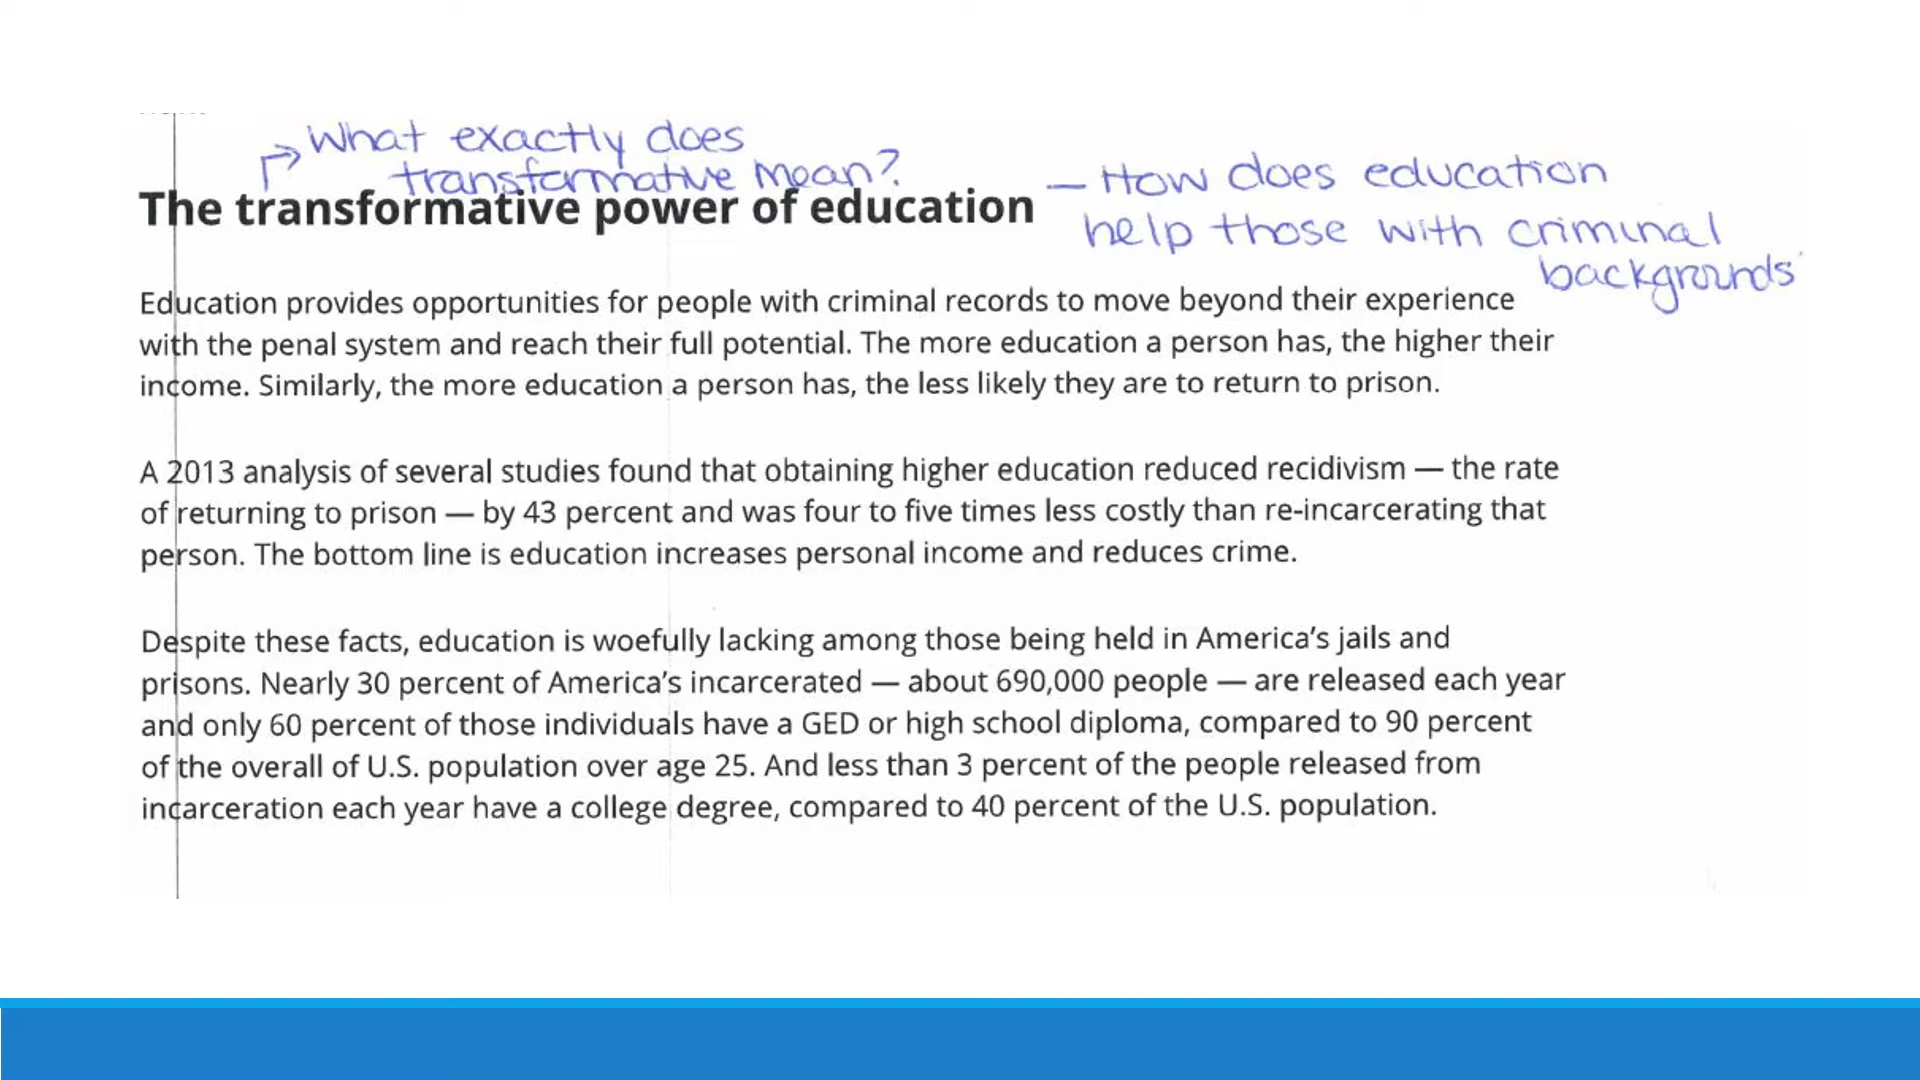 What exactly does
transformative mean?
The transformative power of education
— How does education
help those with criminal
backgrounds
Education provides opportunities for people with criminal records to move beyond their experience
with the penal system and reach their full potential. The more education a person has, the higher their
income. Similarly, the more education a person has, the less likely they are to return to prison.
A 2013 analysis of several studies found that obtaining higher education reduced recidivism — the rate
of returning to prison — by 43 percent and was four to five times less costly than re-incarcerating that
person. The bottom line is education increases personal income and reduces crime.
Despite these facts, education is woefully lacking among those being held in America’s jails and
prisons. Nearly 30 percent of America’s incarcerated — about 690,000 people — are released each year
and only 60 percent of those individuals have a GED or high school diploma, compared to 90 percent
of the overall of U.S. population over age 25. And less than 3 percent of the people released from
incarceration each year have a college degree, compared to 40 percent of the U.S. population.